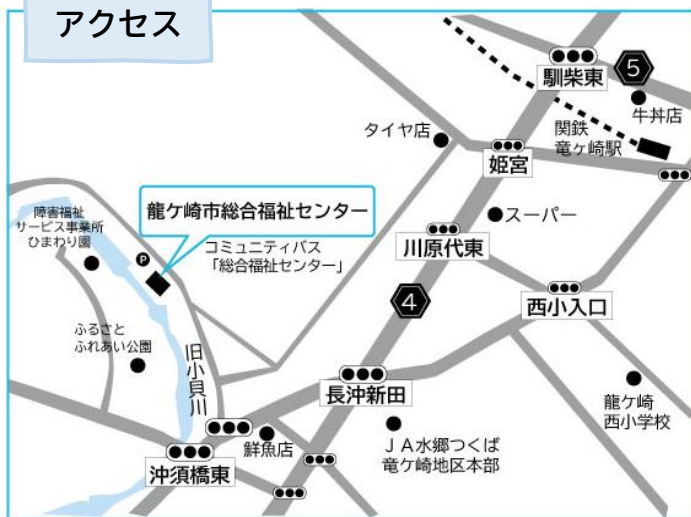 アクセス
馴柴東
5
牛丼店
関鉄
竜ヶ崎駅
タイヤ店
姫宮
龍ケ崎市総合福祉センター
コミュニティバス
「総合福祉センター」
障害福祉
サービス事業所
ひまわり園
P
スーパー
川原代東
4
西小入口
ふるさと
ふれあい公園
旧小貝川
長沖新田
龍ケ崎
西小学校
鮮魚店
JA水郷つくば
竜ケ崎地区本部
沖須橋東